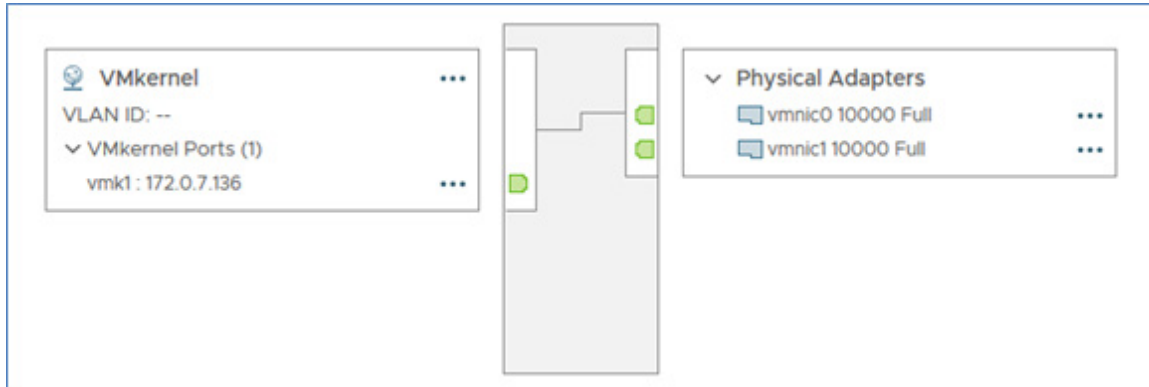 VMkernel
VLAN ID: --
VMkernel Ports (1)
vmk1 : 172.0.7.136
Physical Adapters
vmnic0 10000 Full
vmnic1 10000 Full